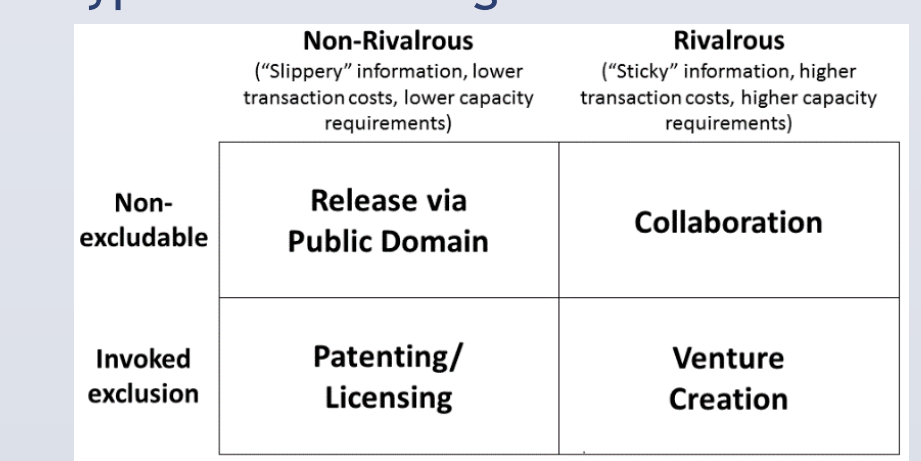 Non-Rivalrous
("Slippery" information, lower
transaction costs, lower capacity
requirements)
Rivalrous
("Sticky" information, higher
transaction costs, higher capacity
requirements)
Non-
excludable
Release via
Public Domain
Collaboration
Invoked
exclusion
Patenting/
Licensing
Venture
Creation